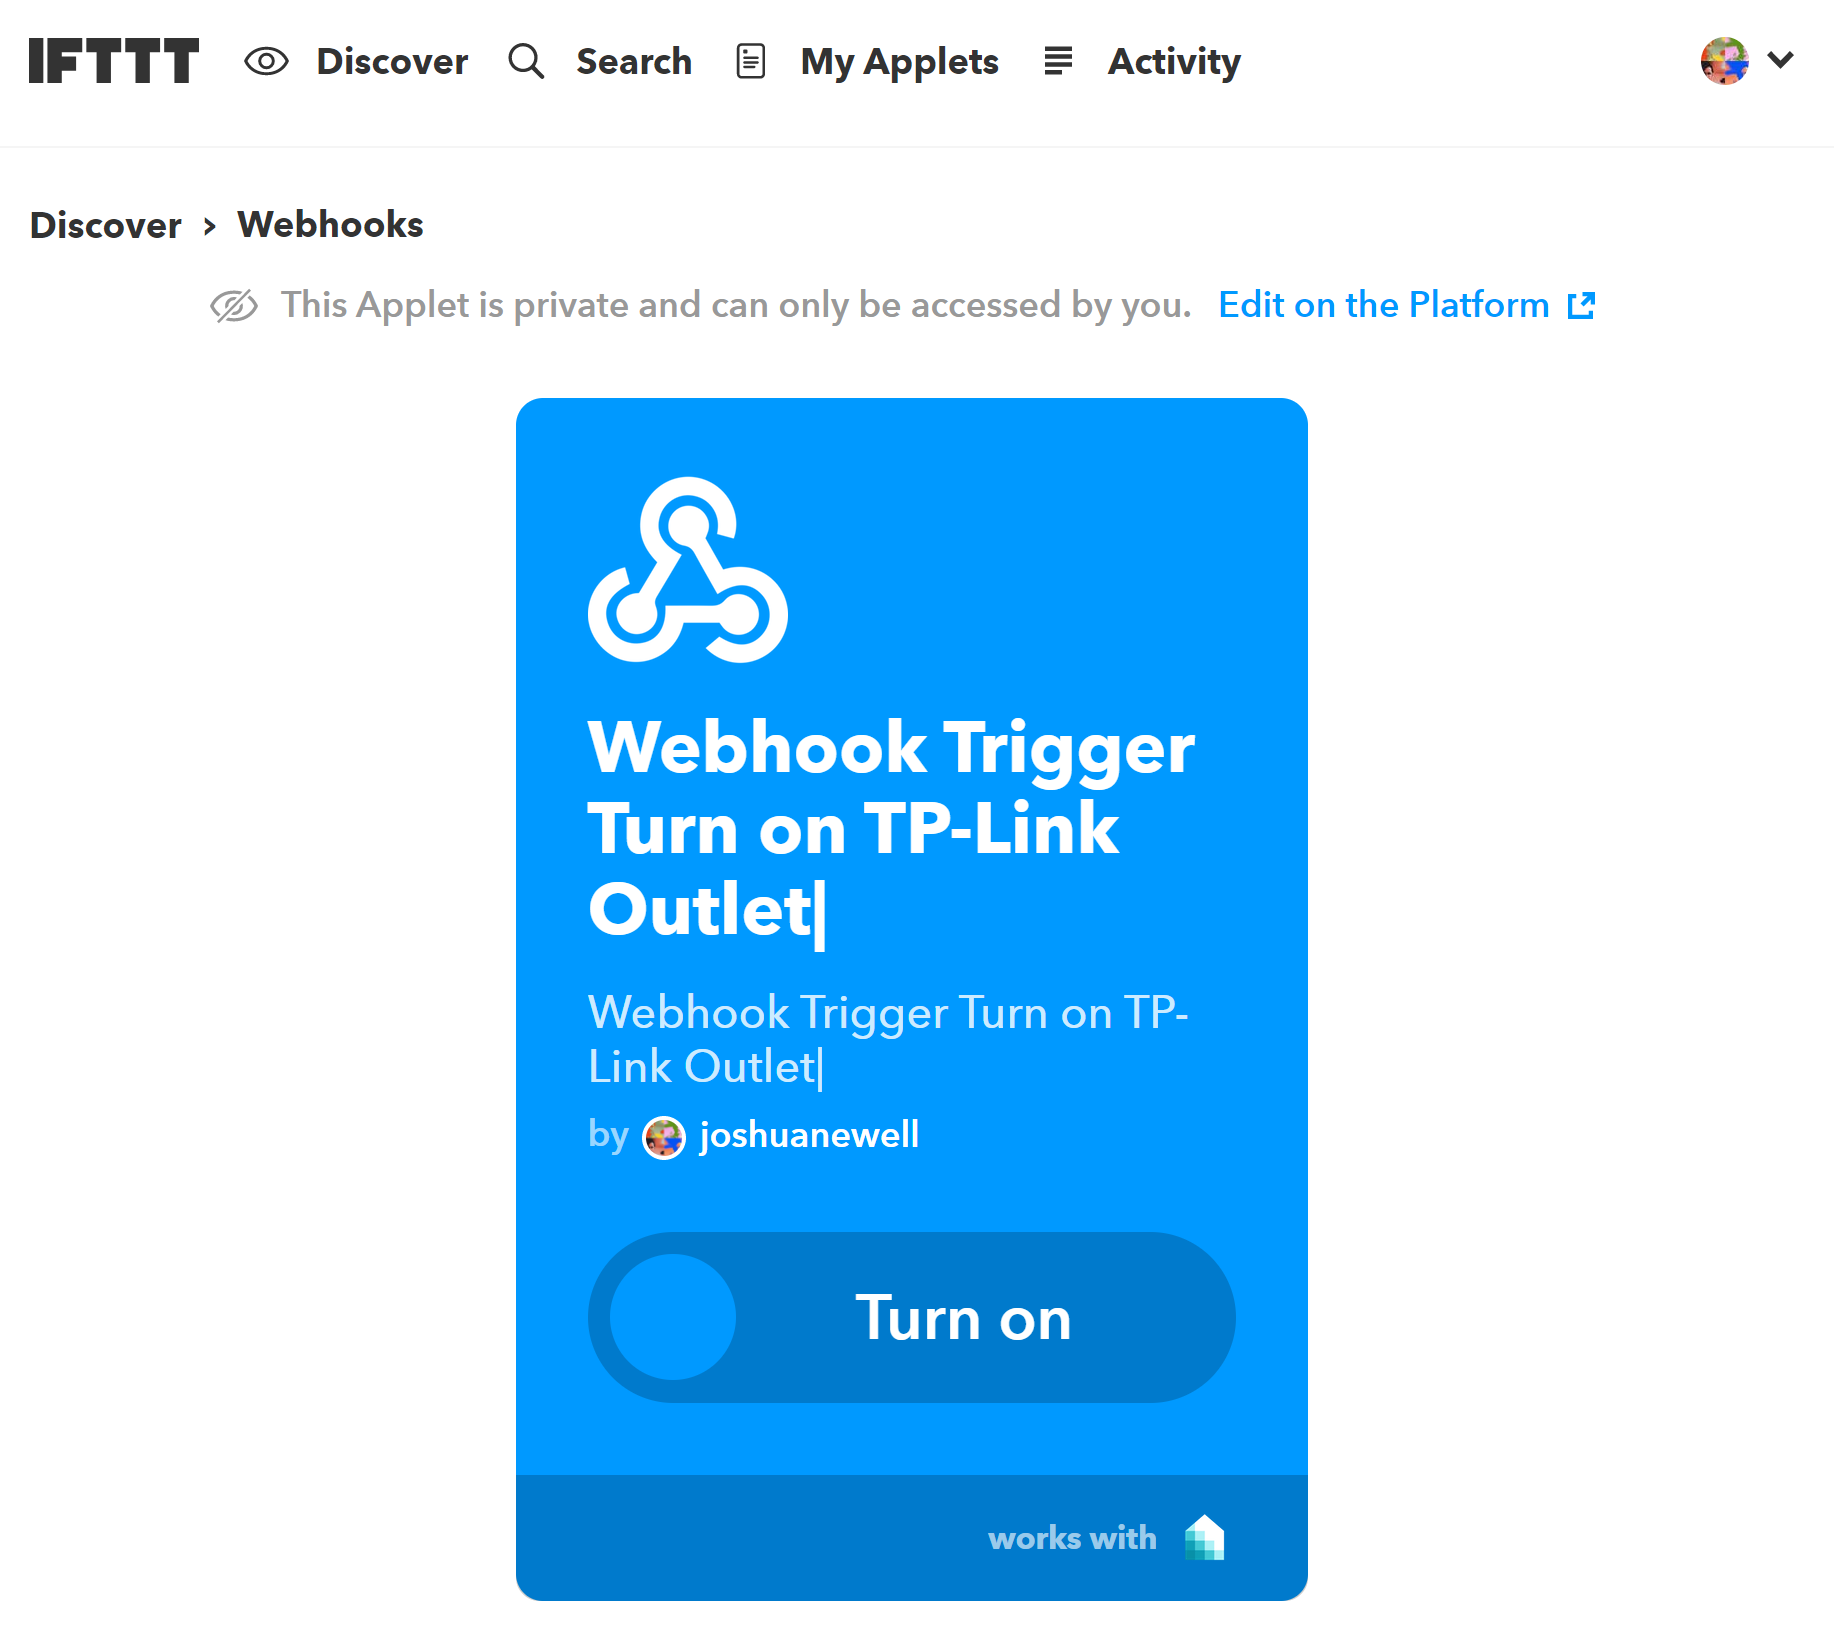 IFTTT Discover Search My Applets Activity
Discover › Webhooks
This Applet is private and can only be accessed by you. Edit on the Platform
Webhook Trigger
Turn on TP-Link
Outlet|
Webhook Trigger Turn on TP-
Link Outlet|
by joshuanewell
Turn on
works with